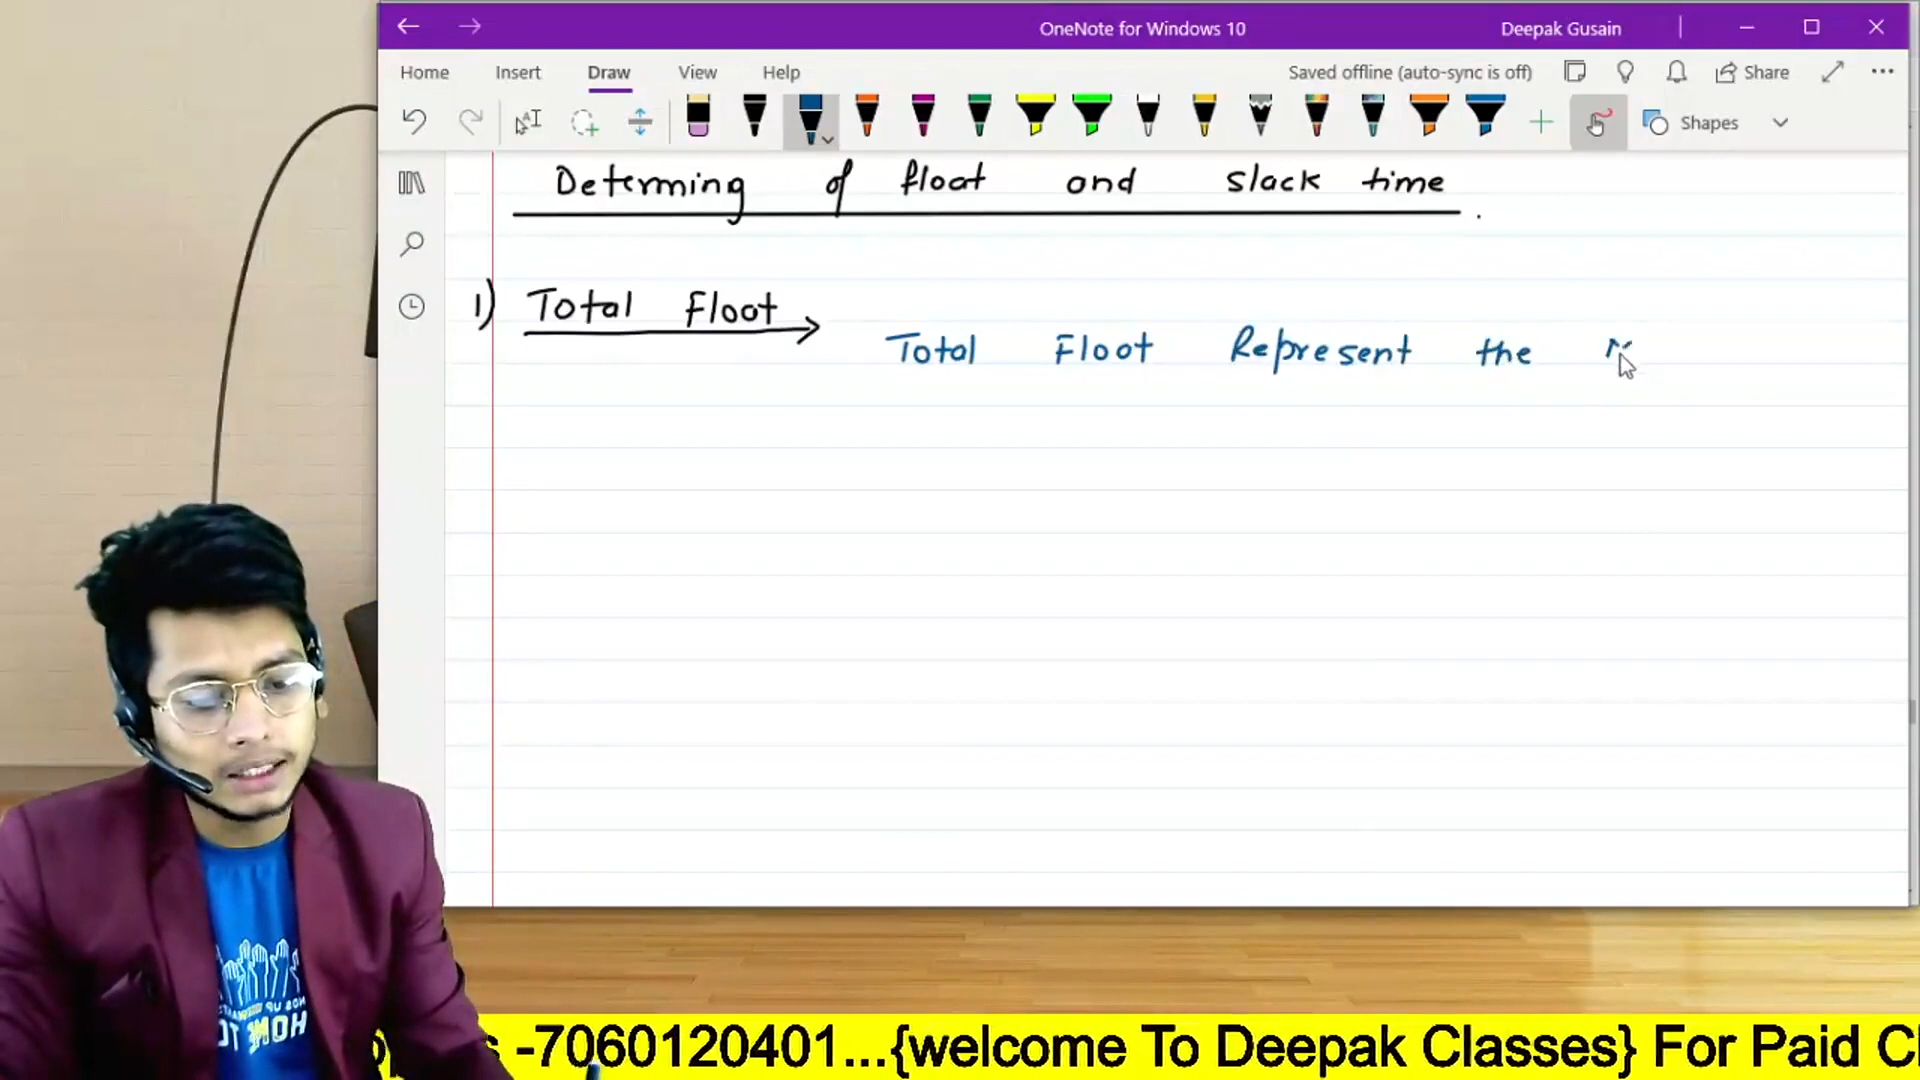 OneNote for Windows 10
Deepak Gusain
Home Insert Draw View Help
Saved offline (auto-sync is off)
Share
Shapes
Determing of float and slack time.
1) Total Float
Total Float Represent the
-7060120401...{welcome To Deepak Classes} For Paid Cl
HOME TO